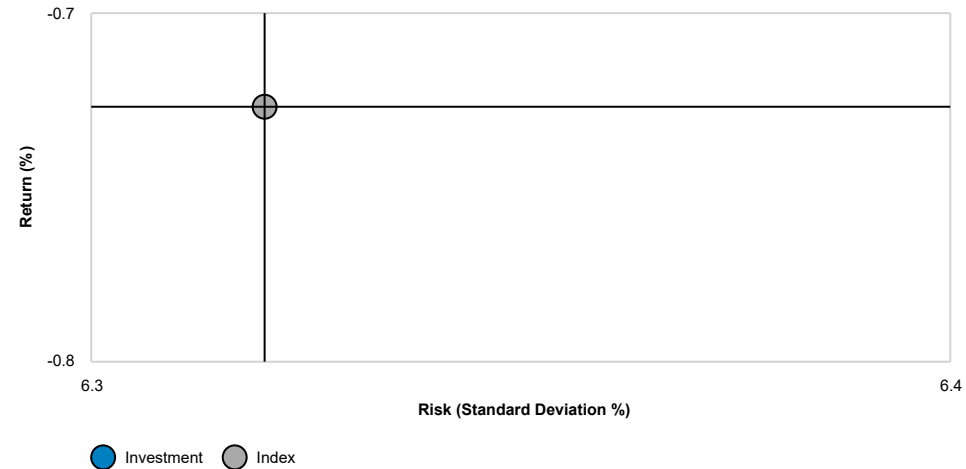 -0.7
Return (%)
-0.8
6.3 6.4
Risk (Standard Deviation %)
Investment Index